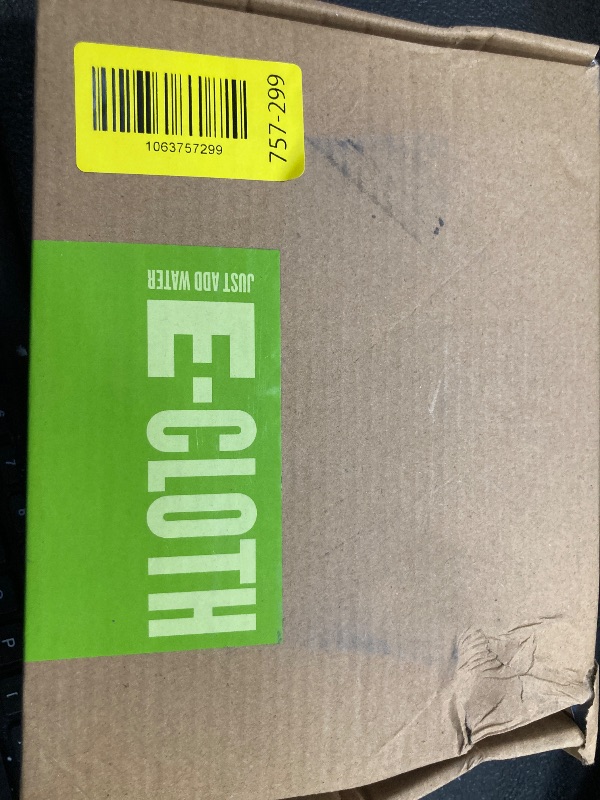 1063757299
757-299
JUST ADD WATER
E-CLOTH